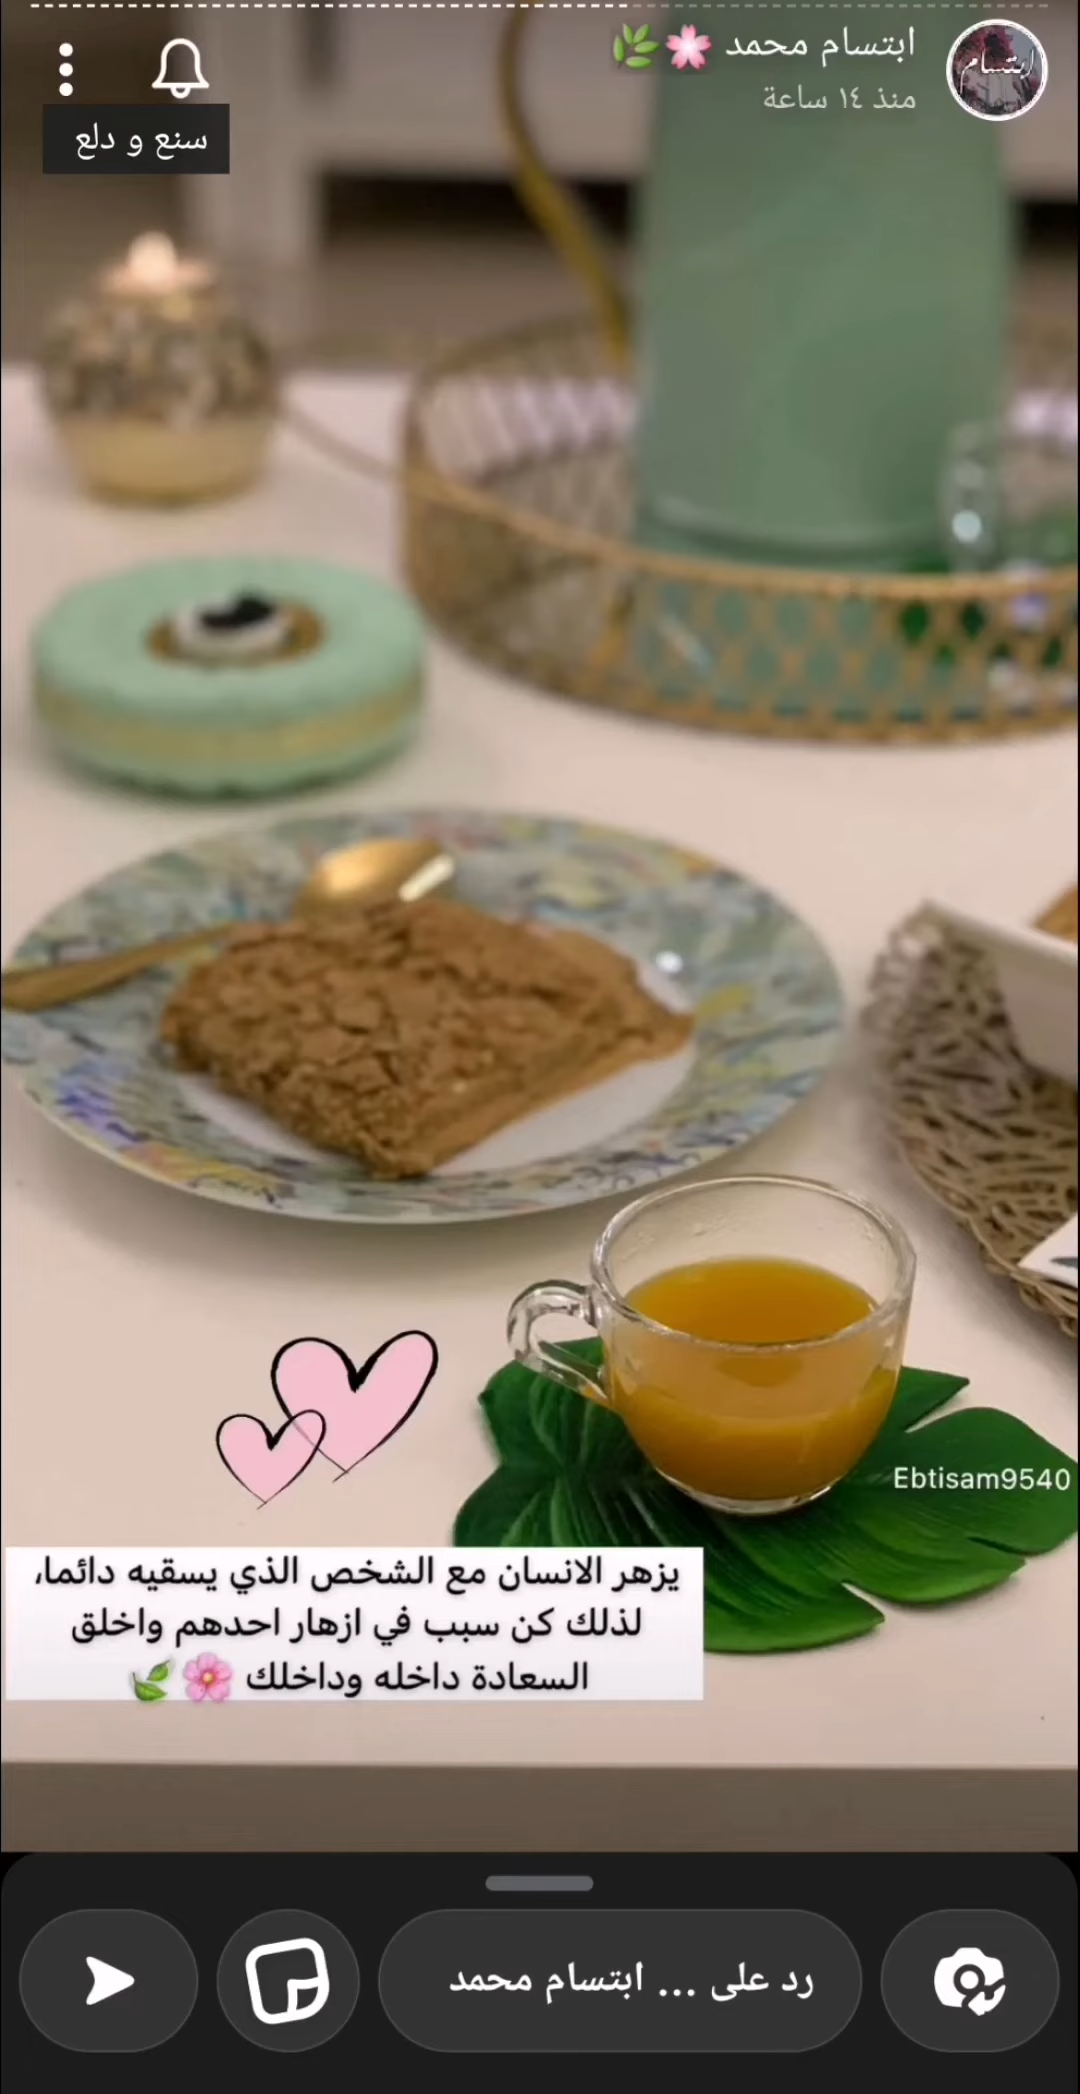 ابتسام محمد 🌸🌿
ابتسام
منذ ١٤ ساعة
سنع و دلع
Ebtisam9540
يزهر الانسان مع الشخص الذي يسقيه دائما،
لذلك كن سبب في ازهار احدهم واخلق
السعادة داخله وداخلك 🌸🌿
رد على ... ابتسام محمد